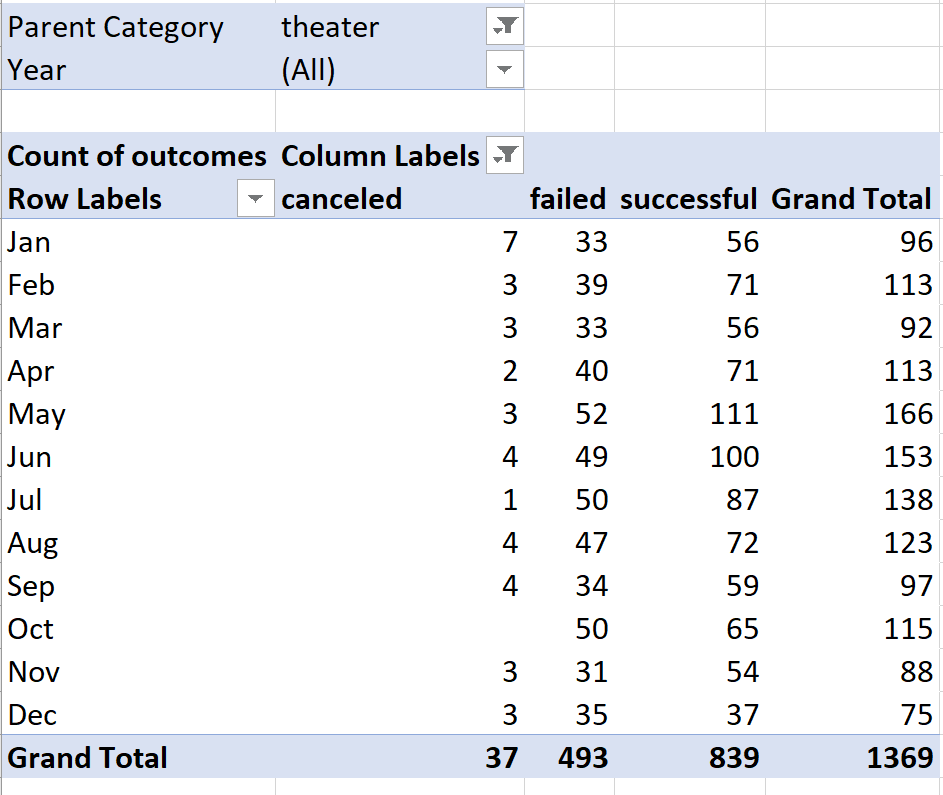 Parent Category theater
Year (All)
Count of outcomes Column Labels
Row Labels canceled failed successful Grand Total
Jan 7 33 56 96
Feb 3 39 71 113
Mar 3 33 56 92
Apr 2 40 71 113
May 3 52 111 166
Jun 4 49 100 153
Jul 1 50 87 138
Aug 4 47 72 123
Sep 4 34 59 97
Oct 50 65 115
Nov 3 31 54 88
Dec 3 35 37 75
Grand Total 37 493 839 1369